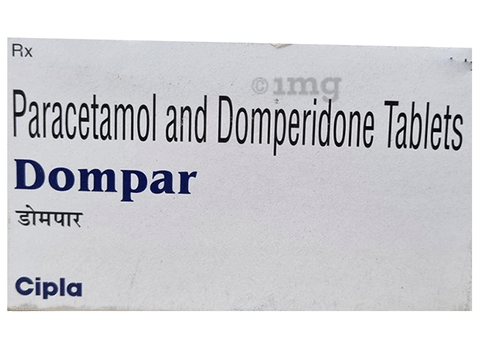 Rx
©1mg
Paracetamol and Domperidone Tablets
Dompar
डोमपार
Cipla